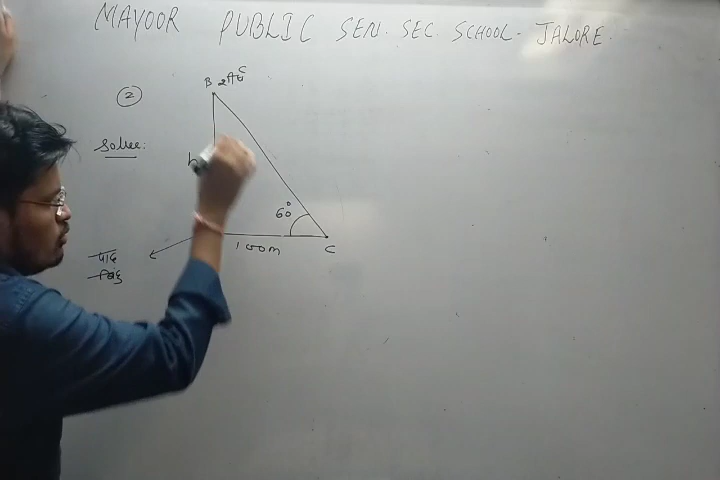 MAYOOR PUBLIC SEN. SEC. SCHOOL- JALORE.
②
B शीर्ष
Solve:
h
60°
100m
C
पाद
बिंदु